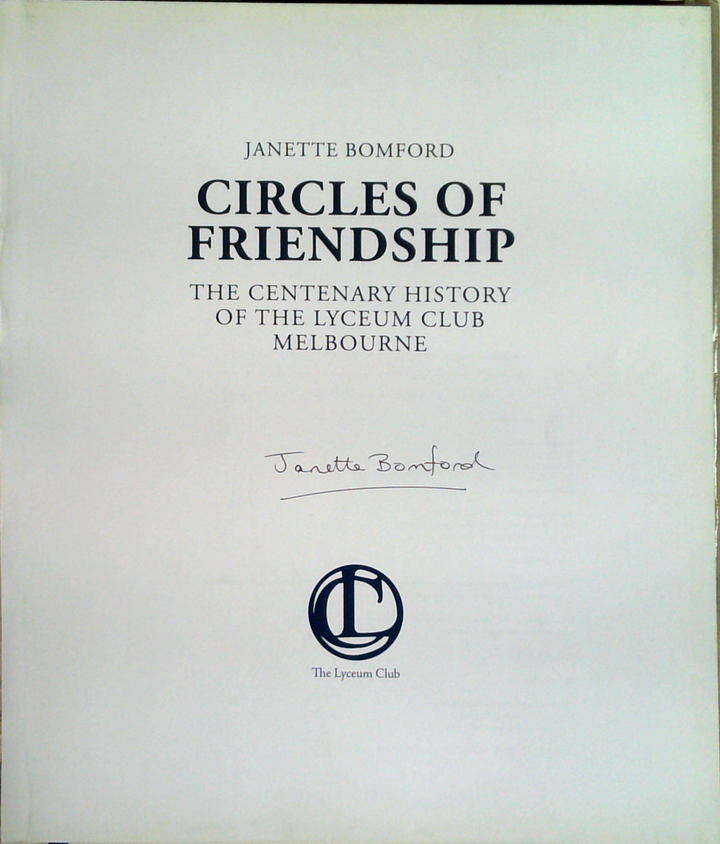 JANETTE BOMFORD
CIRCLES OF
FRIENDSHIP
THE CENTENARY HISTORY
OF THE LYCEUM CLUB
MELBOURNE
Janette Bomford
LC
The Lyceum Club